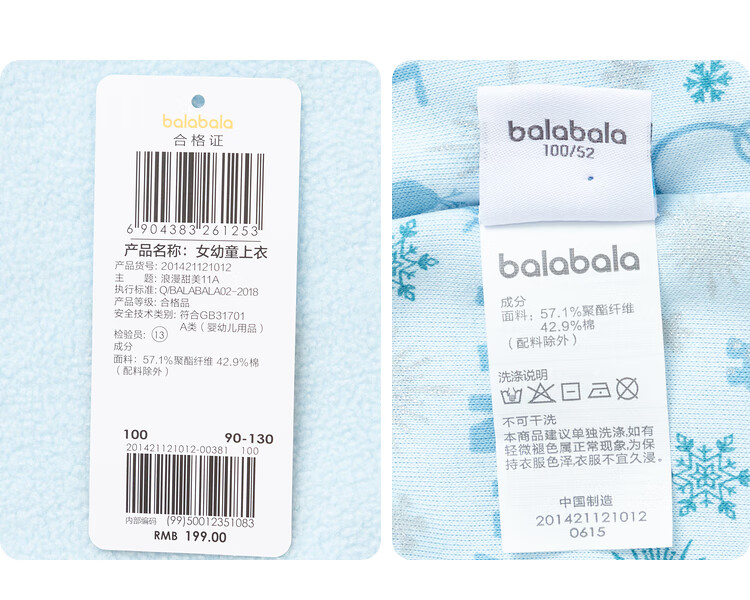 balabala
合格证
6 904383 261253
产品名称：女幼童上衣
产品货号: 201421121012
主　　题: 浪漫甜美11A
执行标准: Q/BALABALA02-2018
产品等级: 合格品
安全技术类别: 符合GB31701
A类（婴幼儿用品）
检验员: 13
成分
面料: 57.1%聚酯纤维 42.9%棉
（配料除外）
100 90-130
201421121012-00381 100
内部编码 (99)50012351083
RMB 199.00
balabala
100/52
balabala
成分
面料: 57.1%聚酯纤维
42.9%棉
（配料除外）
洗涤说明
不可干洗
本商品建议单独洗涤,如有
轻微褪色属正常现象,为保
持衣服色泽,衣服不宜久浸。
中国制造
201421121012
0615